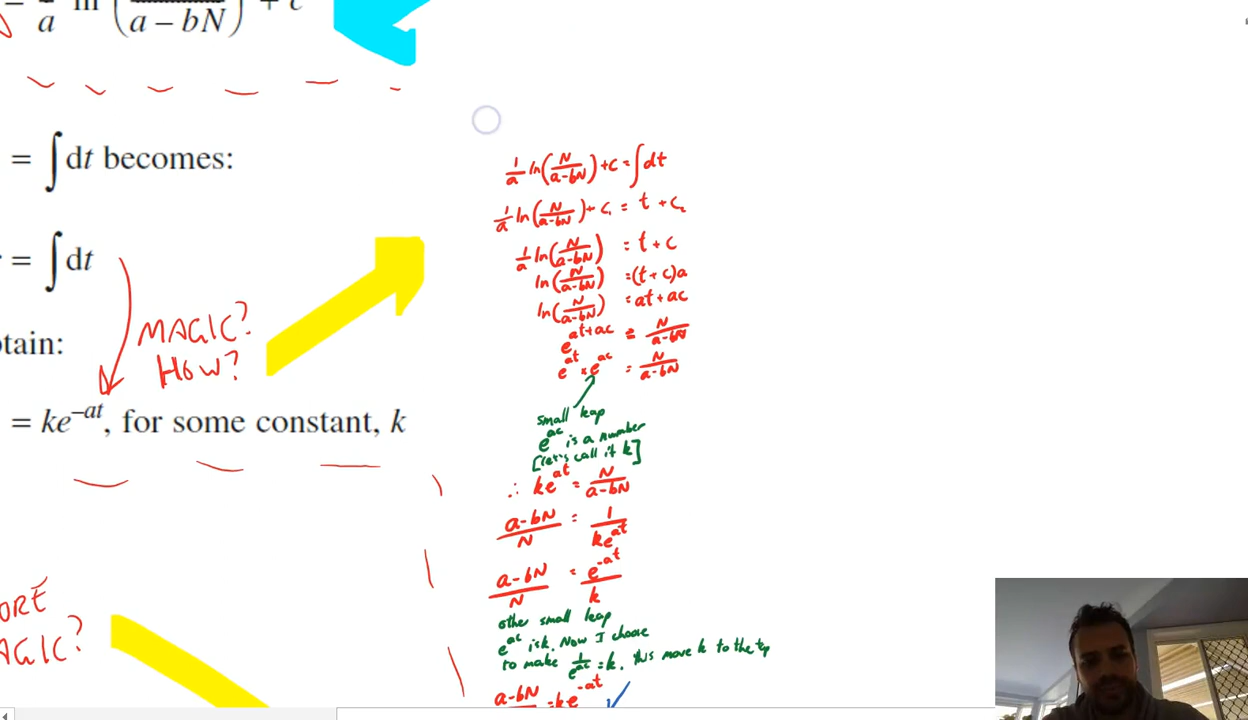 a ln (a − bN) + c
= ∫dt becomes:
= ∫dt
MAGIC?
HOW?
tain:
= ke^{−at}, for some constant, k
ORE
AGIC?
1/a ln(N/(a-bN)) + c = ∫dt
1/a ln(N/(a-bN)) + c₁ = t + c₂
1/a ln(N/(a-bN)) = t + c
ln(N/(a-bN)) = (t + c)a
ln(N/(a-bN)) = at + ac
e^{at+ac} = N/(a-bN)
e^{at} × e^{ac} = N/(a-bN)
small leap
e^{ac} is a number
[let's call it k]
∴ ke^{at} = N/(a-bN)
(a-bN)/N = 1/(ke^{at})
(a-bN)/N = e^{-at}/k
other small leap
e^{ac} is k. Now I choose
to make 1/e^{ac} = k. thus move k to the top
a-bN = ke^{-at}